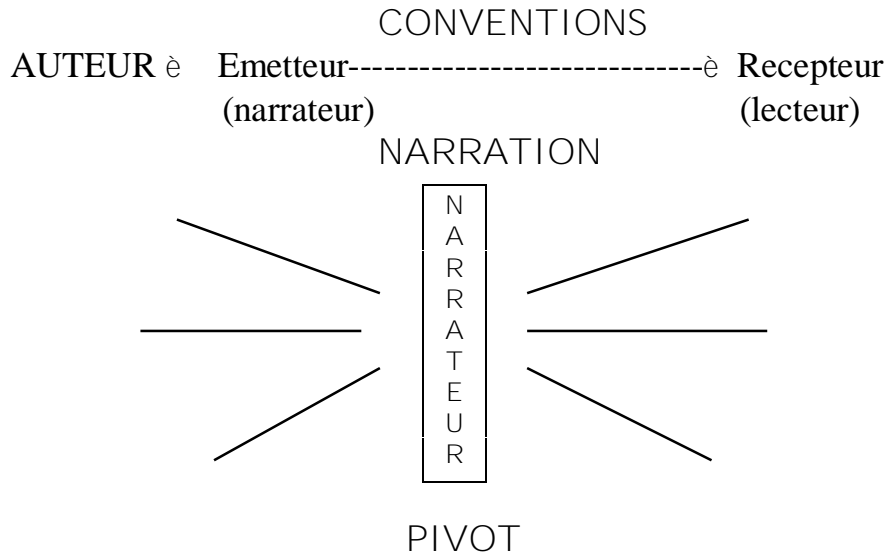 CONVENTIONS
AUTEUR è Emetteur------------------------------è Recepteur
(narrateur) (lecteur)
NARRATION
N
A
R
R
A
T
E
U
R
PIVOT